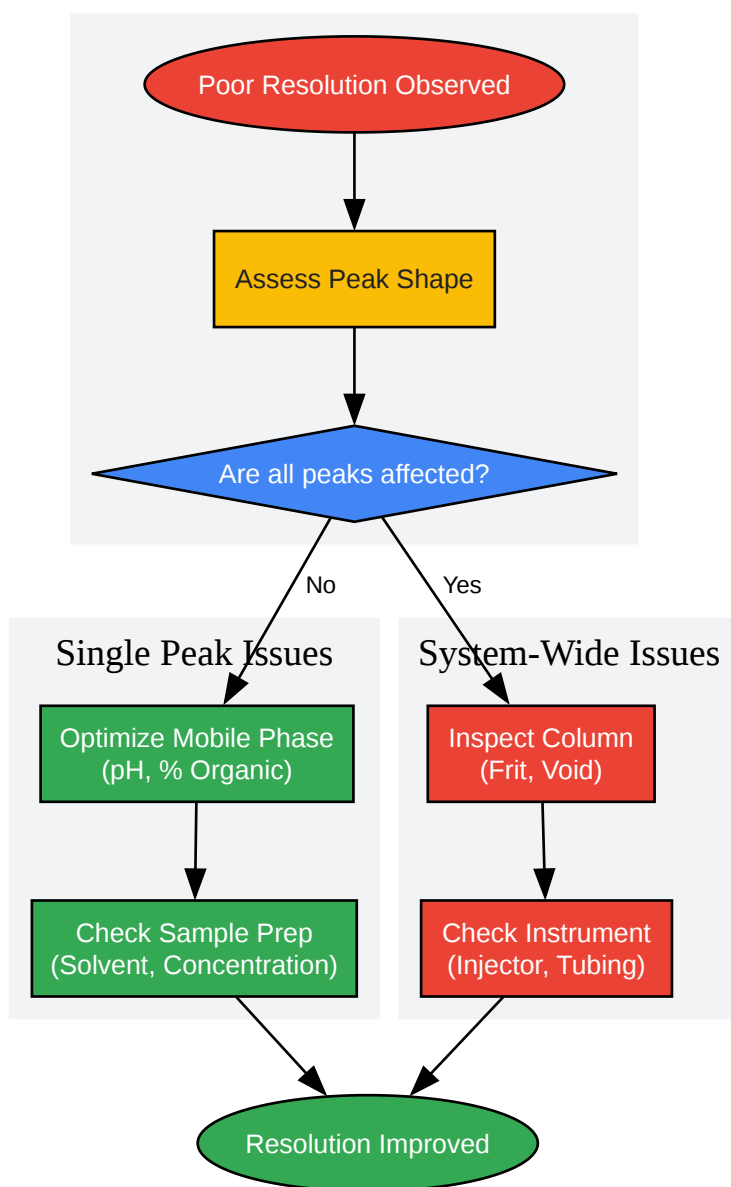 Poor Resolution Observed
Assess Peak Shape
Are all peaks affected?
No
Yes
Single Peak Issues
System-Wide Issues
Optimize Mobile Phase
(pH, % Organic)
Inspect Column
(Frit, Void)
Check Sample Prep
(Solvent, Concentration)
Check Instrument
(Injector, Tubing)
Resolution Improved